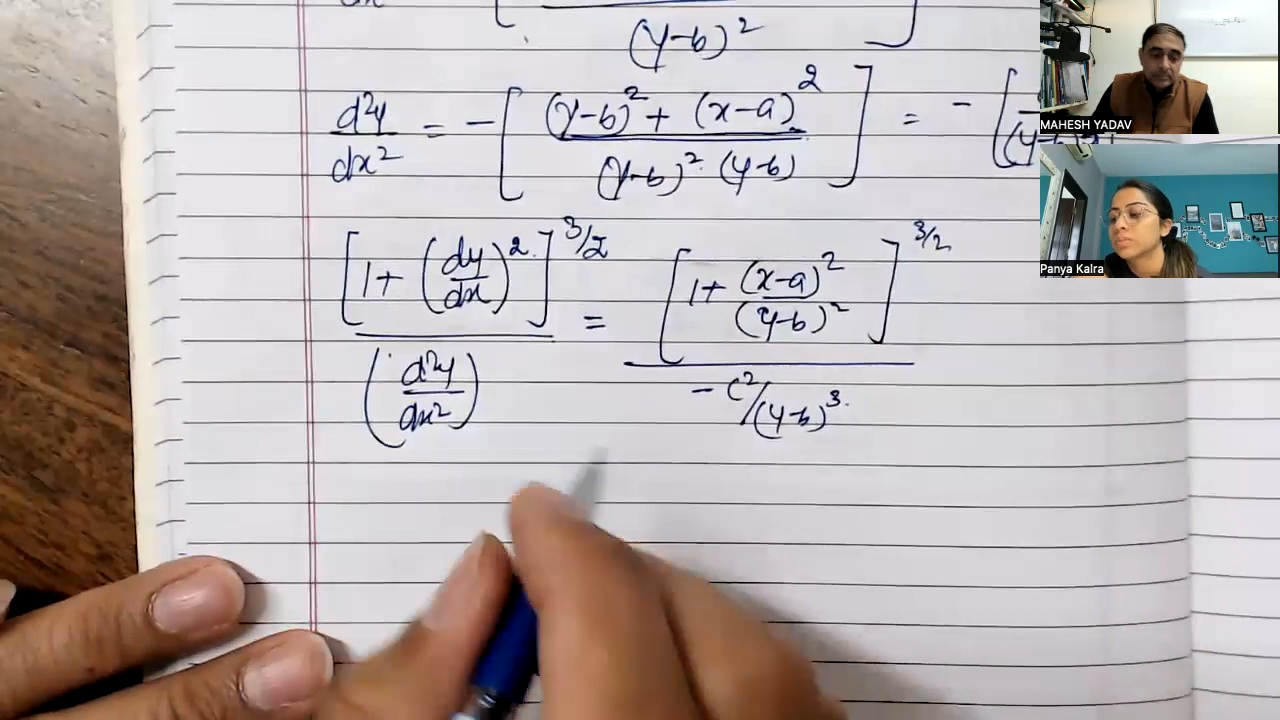 dx [ (y-b)² ]
d²y/dx² = - [ (y-b)² + (x-a)² / (y-b)² (y-b) ] = - [
MAHESH YADAV
[1 + (dy/dx)²]^3/2 / (d²y/dx²) = [1 + (x-a)²/(y-b)²]^3/2 / -c²/(y-b)³
Panya Kalra